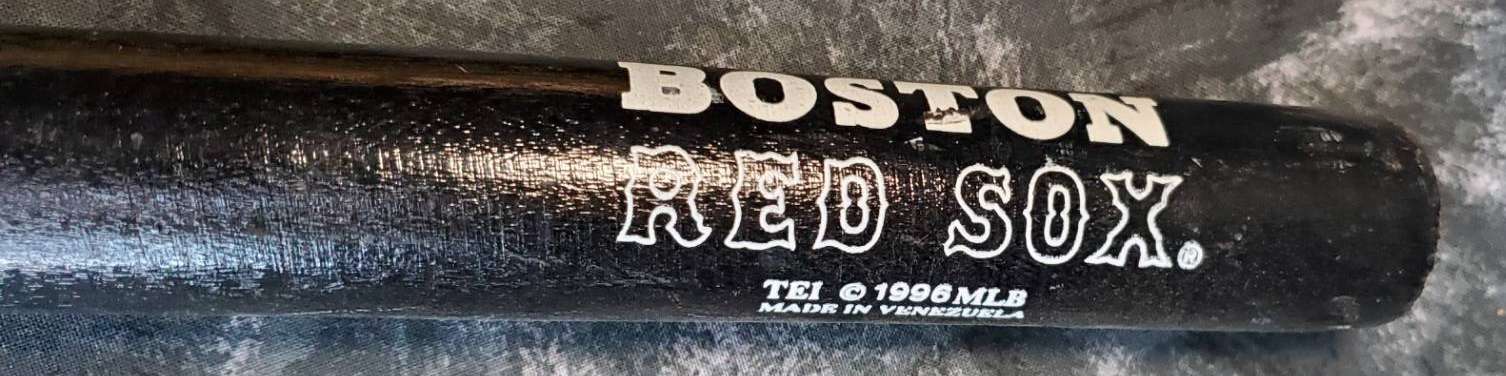 BOSTON
RED SOX®
TEI © 1996 MLB
MADE IN VENEZUELA